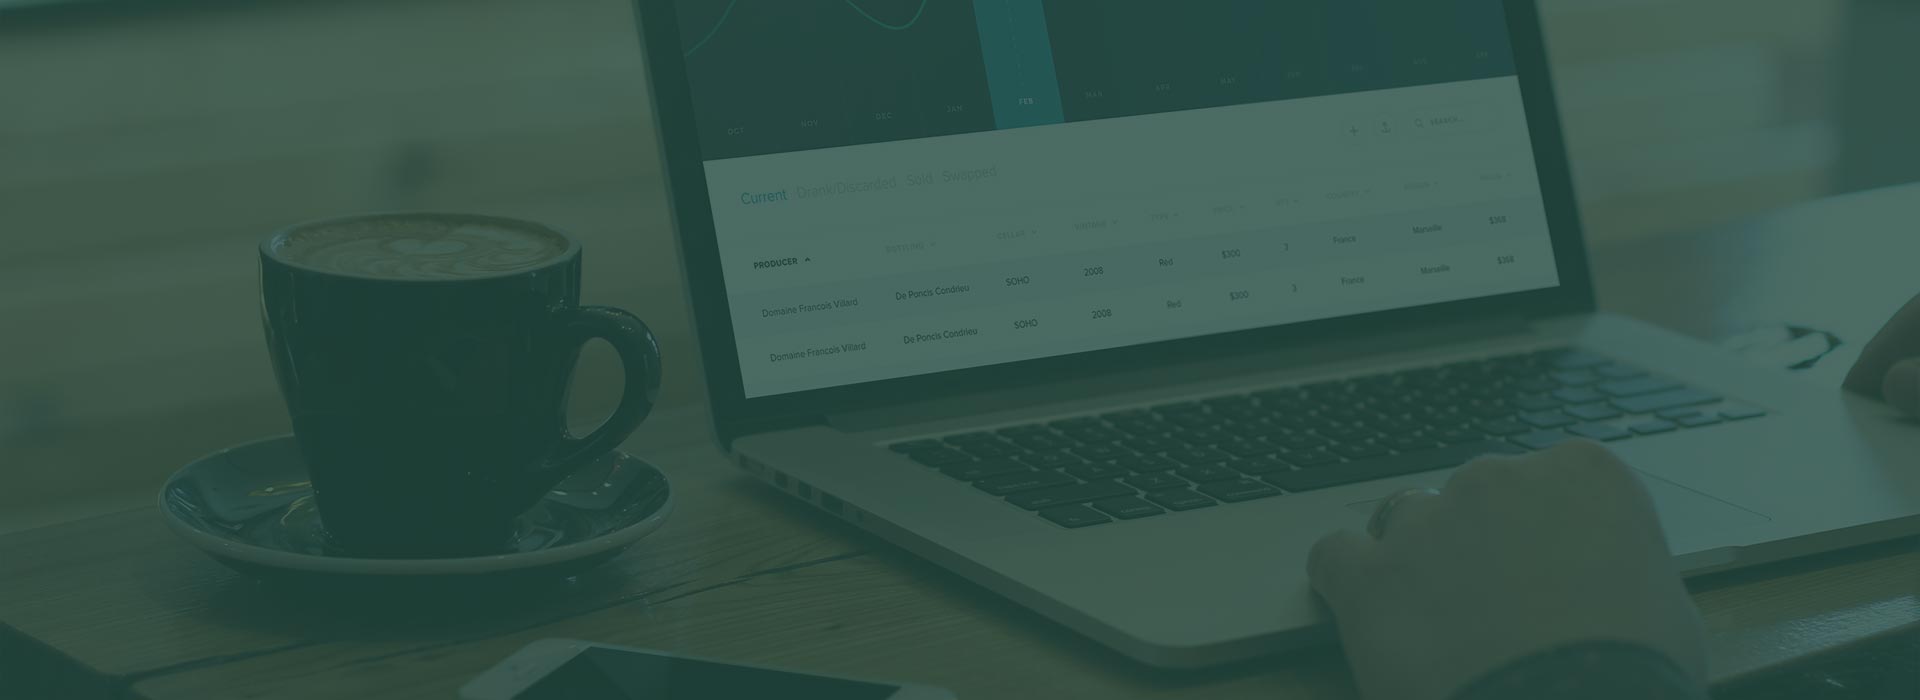 OCT NOV DEC JAN FEB MAR APR MAY JUN JUL AUG SEP
Current Drank/Discarded Sold Swapped
SEARCH...
PRODUCER BOTTLING CELLAR VINTAGE TYPE PRICE QTY COUNTRY REGION
Domaine Francois Villard De Poncis Condrieu SOHO 2008 Red $300 3 France Marseille $368
Domaine Francois Villard De Poncis Condrieu SOHO 2008 Red $300 3 France Marseille $368